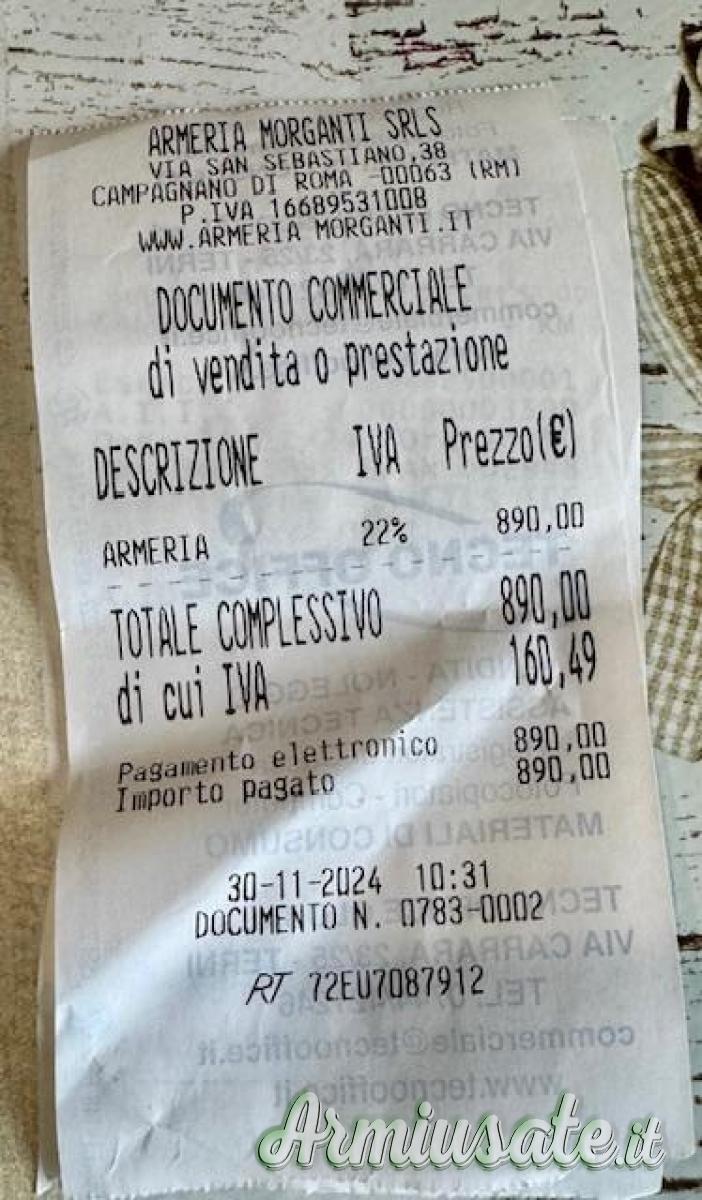 ARMERIA MORGANTI SRLS
VIA SAN SEBASTIANO,38
CAMPAGNANO DI ROMA -00063 (RM)
P.IVA 16689531008
WWW.ARMERIA MORGANTI.IT
DOCUMENTO COMMERCIALE
di vendita o prestazione
DESCRIZIONE IVA Prezzo(€)
ARMERIA 22% 890,00
TOTALE COMPLESSIVO 890,00
di cui IVA 160,49
Pagamento elettronico 890,00
Importo pagato 890,00
30-11-2024 10:31
DOCUMENTO N. 0783-0002
RT 72EU7087912
Armiusate.it